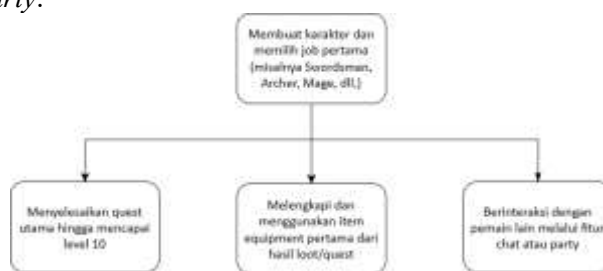 arty.
Membuat karakter dan
memilih job pertama
(misalnya Swordsman,
Archer, Mage, dll.)
Menyelesaikan quest
utama hingga mencapai
level 10
Melengkapi dan
menggunakan item
equipment pertama dari
hasil loot/quest
Berinteraksi dengan
pemain lain melalui fitur
chat atau party